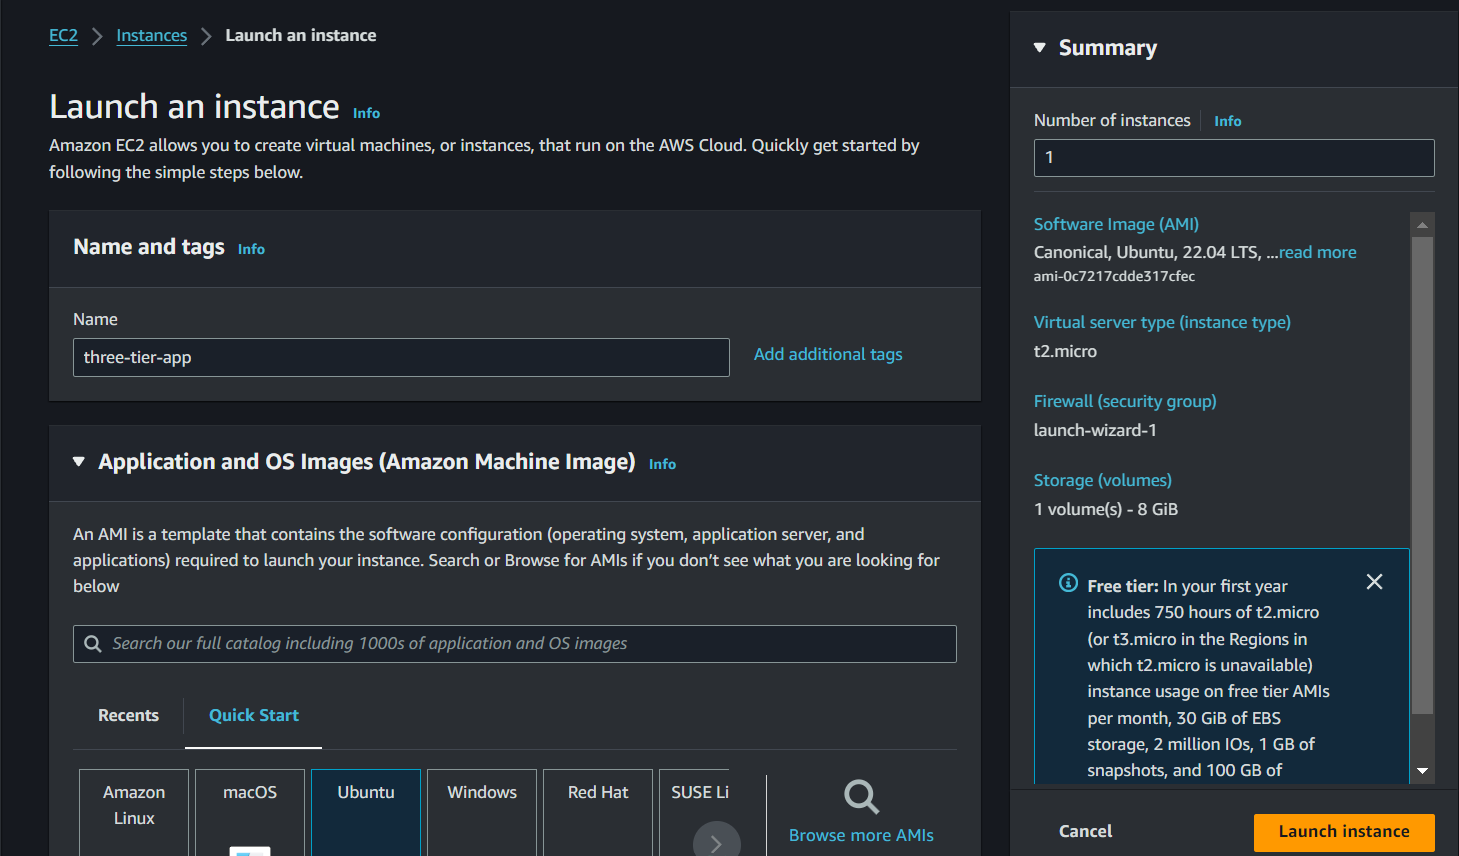 EC2 > Instances > Launch an instance
Launch an instance Info
Amazon EC2 allows you to create virtual machines, or instances, that run on the AWS Cloud. Quickly get started by
following the simple steps below.
Name and tags Info
Name
three-tier-app
Add additional tags
Application and OS Images (Amazon Machine Image) Info
An AMI is a template that contains the software configuration (operating system, application server, and
applications) required to launch your instance. Search or Browse for AMIs if you don’t see what you are looking for
below
Search our full catalog including 1000s of application and OS images
Recents
Quick Start
Amazon
Linux
macOS
Ubuntu
Windows
Red Hat
SUSE Li
Browse more AMIs
Summary
Number of instances Info
1
Software Image (AMI)
Canonical, Ubuntu, 22.04 LTS, ...read more
ami-0c7217cdde317cfec
Virtual server type (instance type)
t2.micro
Firewall (security group)
launch-wizard-1
Storage (volumes)
1 volume(s) - 8 GiB
Free tier: In your first year
includes 750 hours of t2.micro
(or t3.micro in the Regions in
which t2.micro is unavailable)
instance usage on free tier AMIs
per month, 30 GiB of EBS
storage, 2 million IOs, 1 GB of
snapshots, and 100 GB of
Cancel
Launch instance